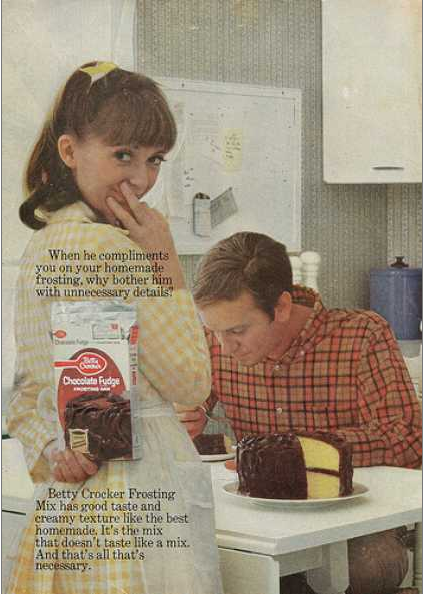 When he compliments
you on your homemade
frosting, why bother him
with unnecessary details?
Betty
Crocker
Chocolate Fudge
FROSTING MIX
Betty Crocker Frosting
Mix has good taste and
creamy texture like the best
homemade. It's the mix
that doesn't taste like a mix.
And that's all that's
necessary.